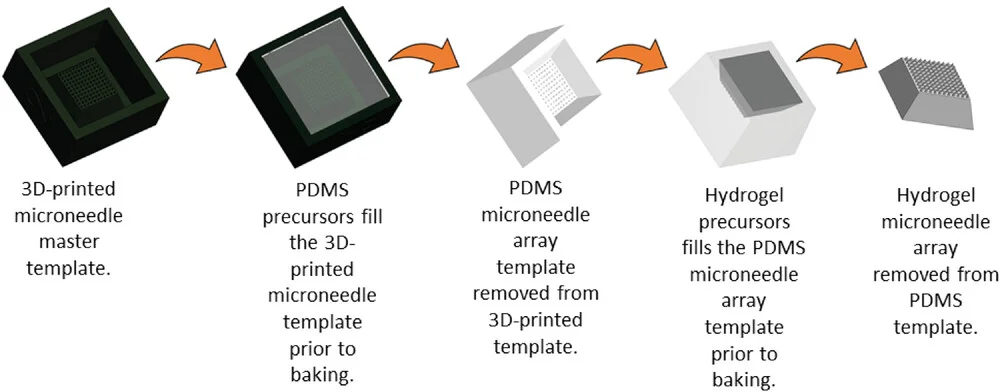 3D-printed
microneedle
master
template.
PDMS
precursors fill
the 3D-
printed
microneedle
template
prior to
baking.
PDMS
microneedle
array
template
removed from
3D-printed
template.
Hydrogel
precursors
fills the PDMS
microneedle
array
template
prior to
baking.
Hydrogel
microneedle
array
removed from
PDMS
template.